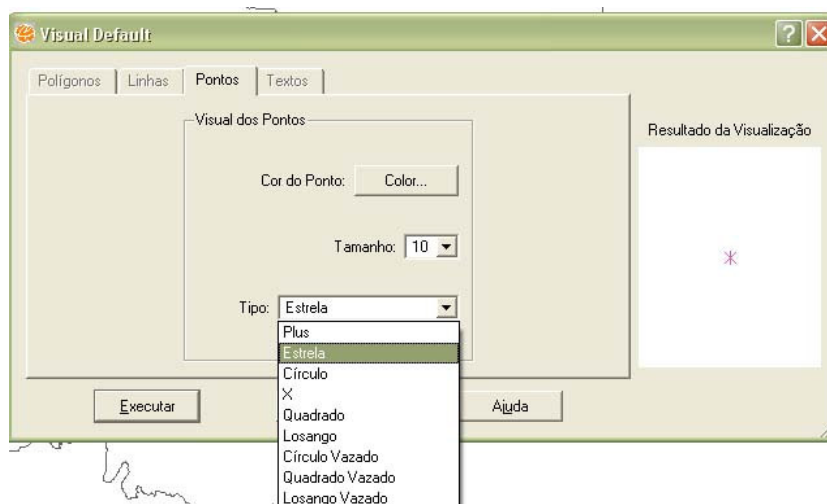 Visual Default
Polígonos Linhas Pontos Textos
Visual dos Pontos
Resultado da Visualização
Cor do Ponto: Color...
Tamanho: 10
Tipo: Estrela
Plus
Estrela
Círculo
X
Quadrado
Losango
Círculo Vazado
Quadrado Vazado
Losango Vazado
Executar Ajuda